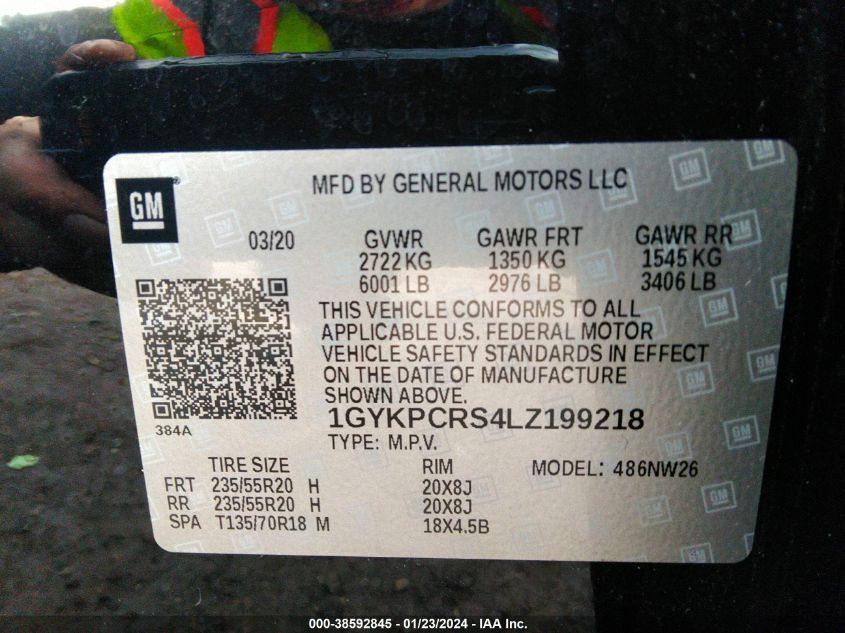 MFD BY GENERAL MOTORS LLC
GM®
03/20 GVWR GAWR FRT GAWR RR
2722 KG 1350 KG 1545 KG
6001 LB 2976 LB 3406 LB
THIS VEHICLE CONFORMS TO ALL
APPLICABLE U.S. FEDERAL MOTOR
VEHICLE SAFETY STANDARDS IN EFFECT
ON THE DATE OF MANUFACTURE
SHOWN ABOVE.
384A
1GYKPCRS4LZ199218
TYPE: M.P.V.
TIRE SIZE RIM MODEL: 486NW26
FRT 235/55R20 H 20X8J
RR 235/55R20 H 20X8J
SPA T135/70R18 M 18X4.5B
000-38592845 - 01/23/2024 - IAA Inc.